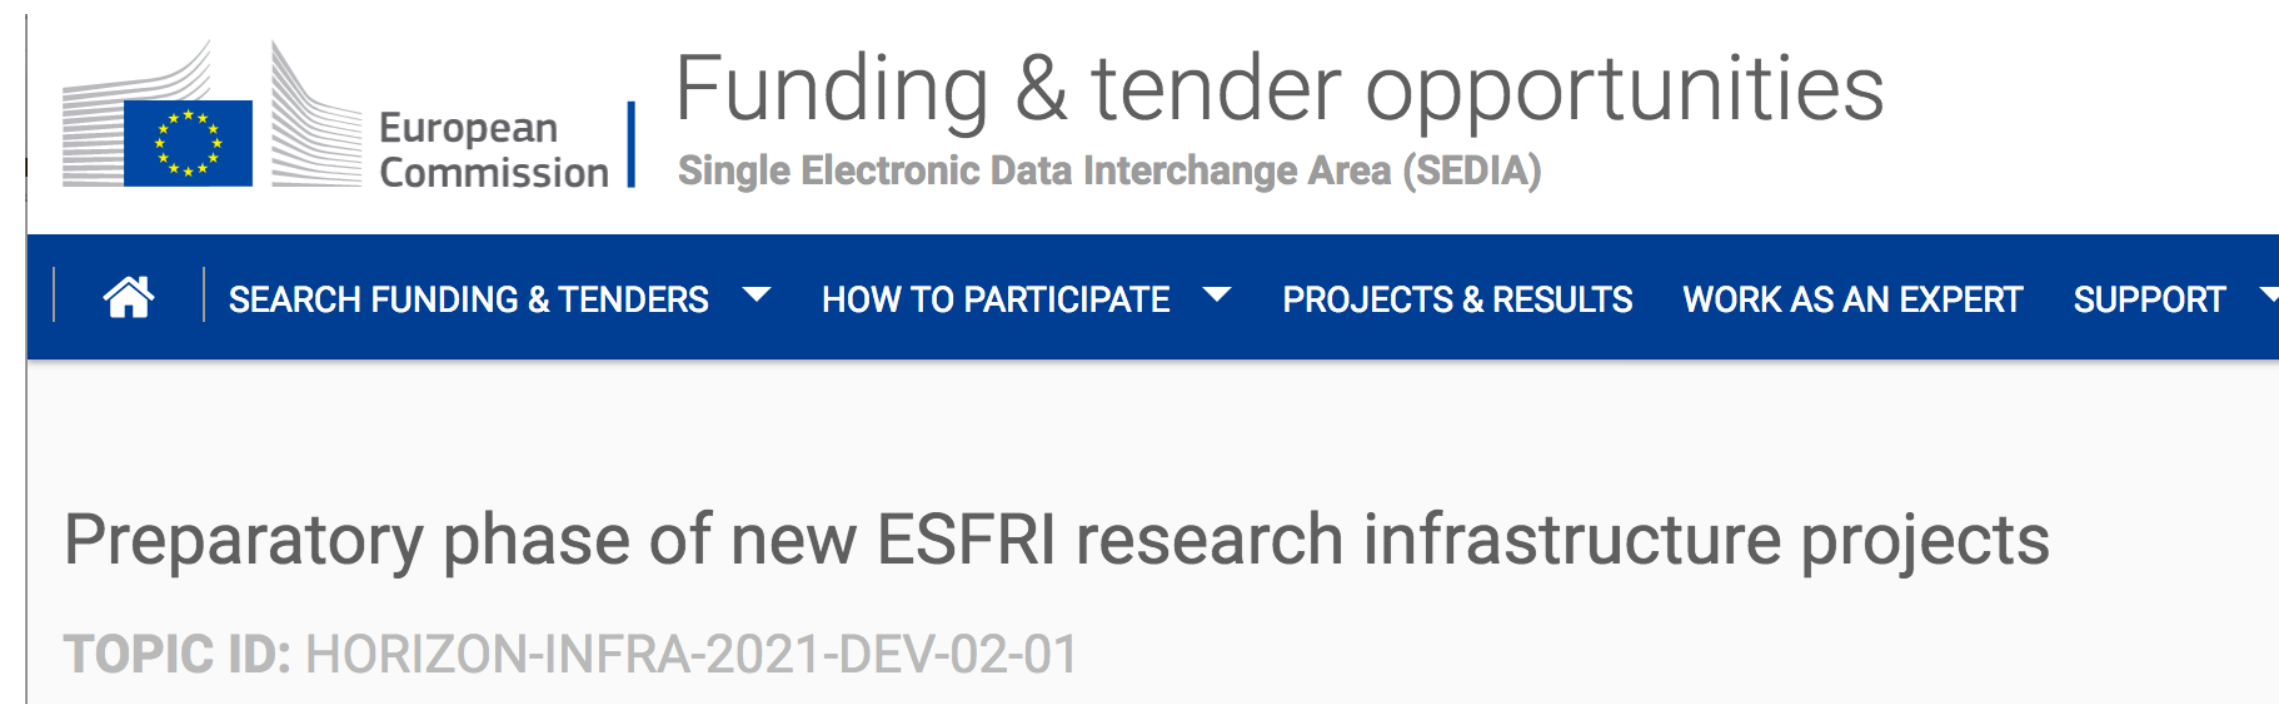 European
Commission
Funding & tender opportunities
Single Electronic Data Interchange Area (SEDIA)
SEARCH FUNDING & TENDERS HOW TO PARTICIPATE PROJECTS & RESULTS WORK AS AN EXPERT SUPPORT
Preparatory phase of new ESFRI research infrastructure projects
TOPIC ID: HORIZON-INFRA-2021-DEV-02-01